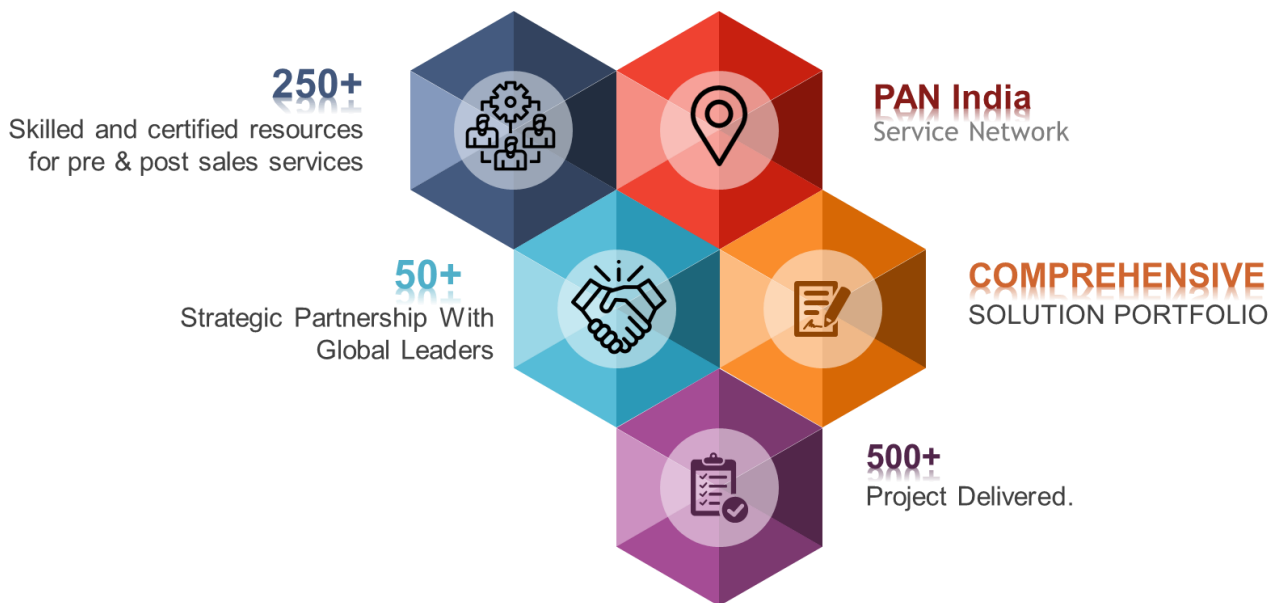 250+
Skilled and certified resources
for pre & post sales services
PAN India
Service Network
50+
Strategic Partnership With
Global Leaders
COMPREHENSIVE
SOLUTION PORTFOLIO
500+
Project Delivered.